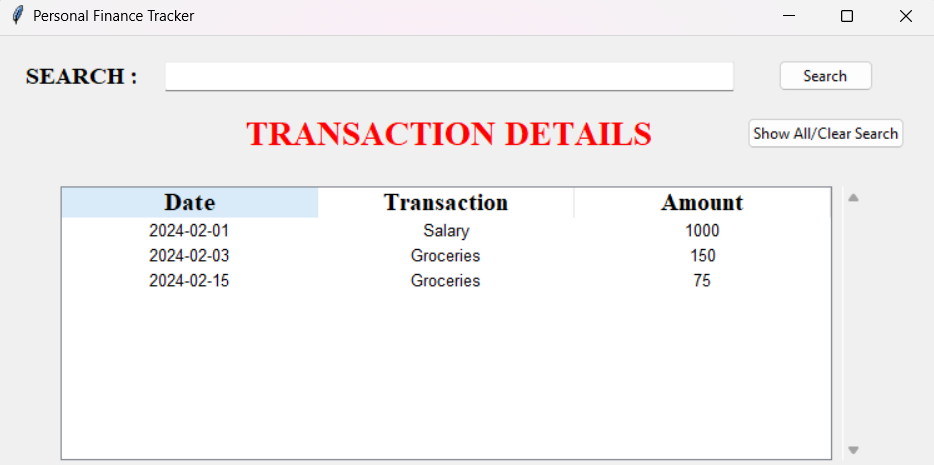 Personal Finance Tracker
SEARCH : Search
TRANSACTION DETAILS Show All/Clear Search
Date Transaction Amount
2024-02-01 Salary 1000
2024-02-03 Groceries 150
2024-02-15 Groceries 75